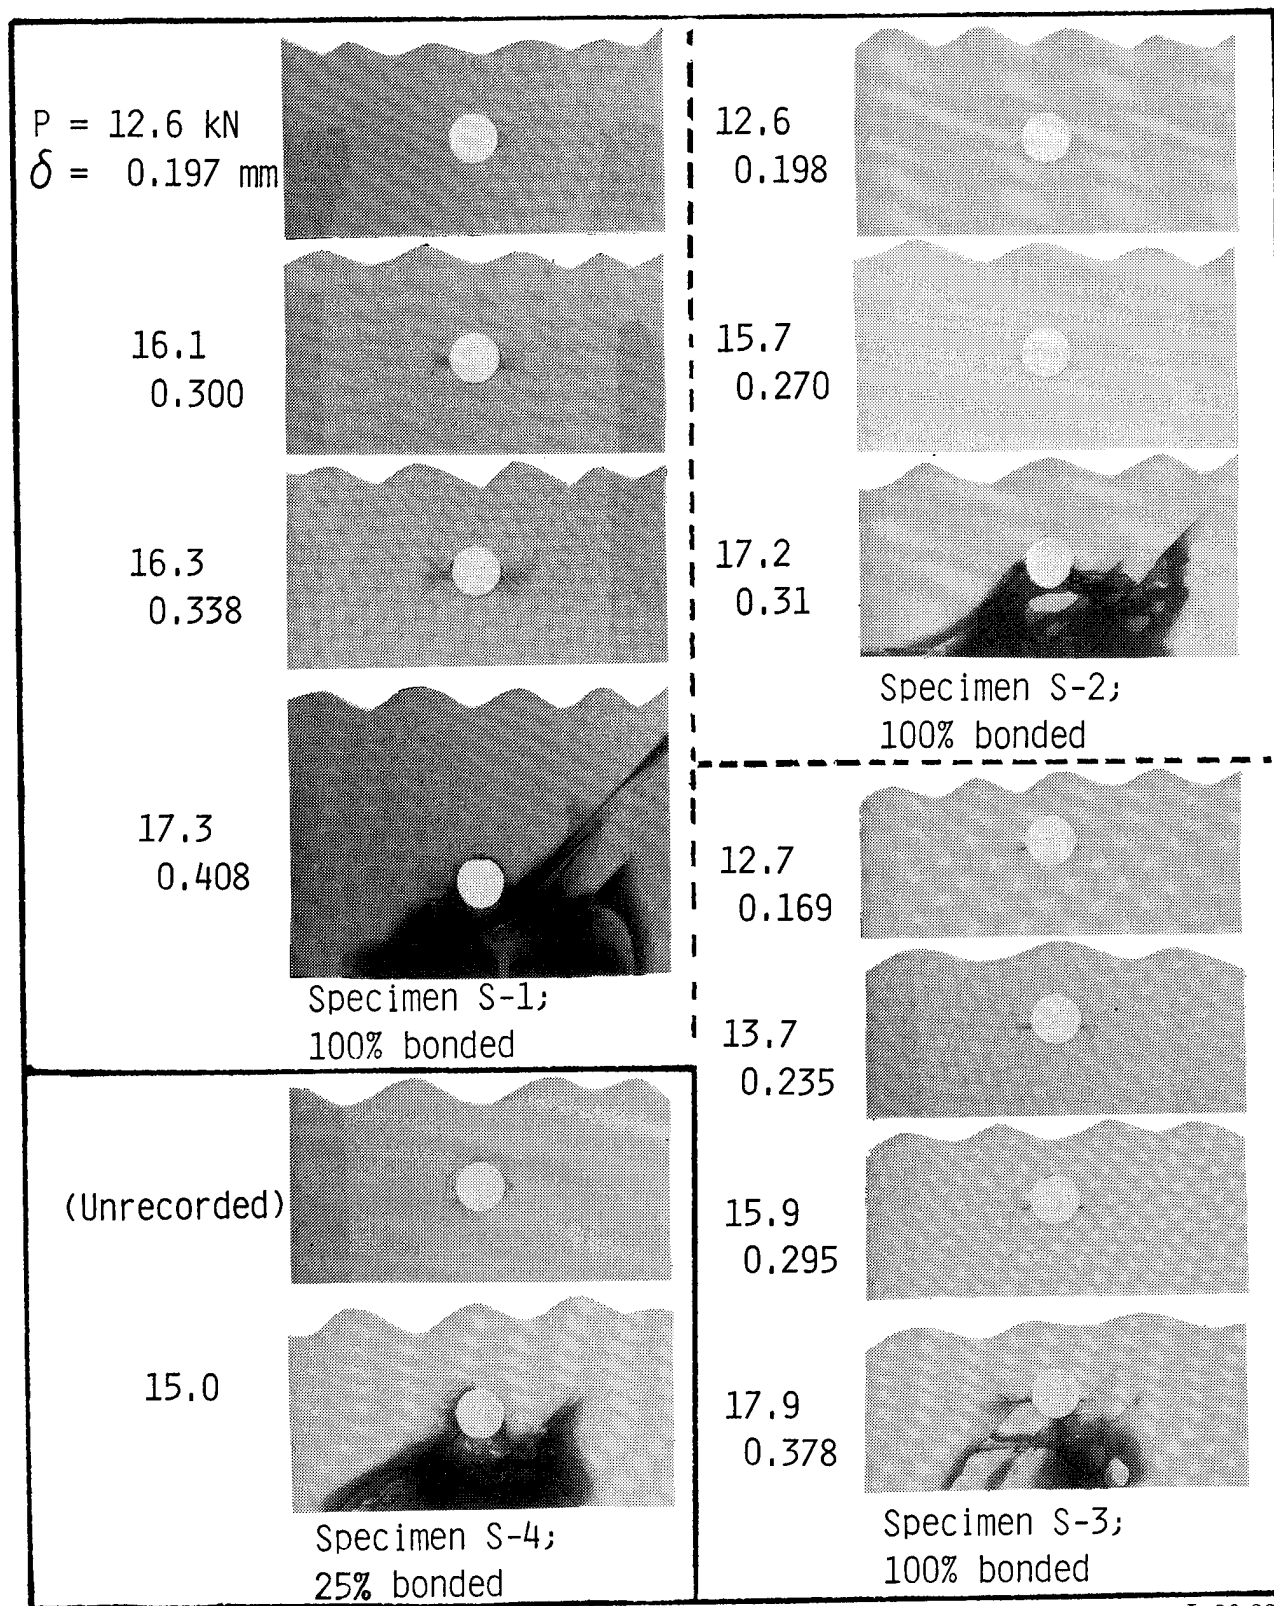 P = 12.6 kN
δ = 0.197 mm
16.1
0.300
16.3
0.338
17.3
0.408
Specimen S-1;
100% bonded
12.6
0.198
15.7
0.270
17.2
0.31
Specimen S-2;
100% bonded
12.7
0.169
13.7
0.235
15.9
0.295
17.9
0.378
Specimen S-3;
100% bonded
(Unrecorded)
15.0
Specimen S-4;
25% bonded